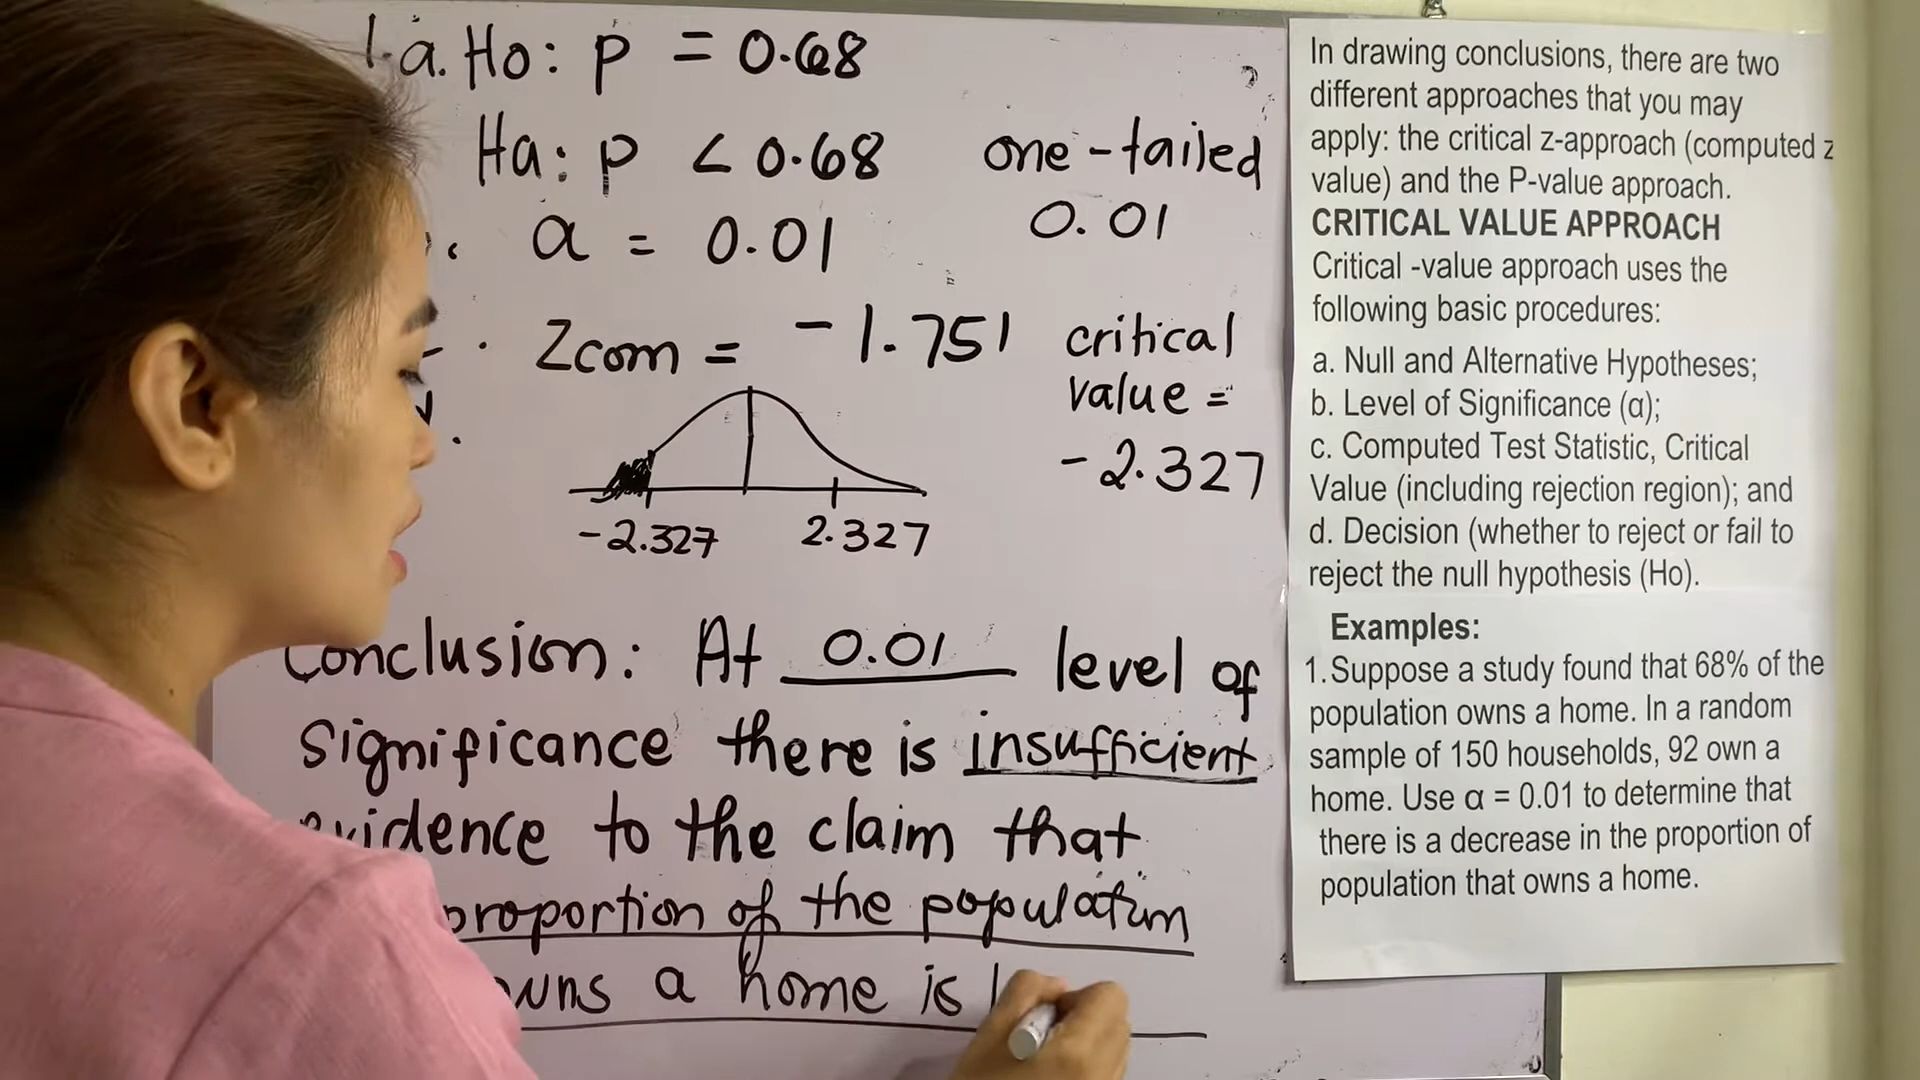 1.a. Ho: p = 0.68
Ha: p < 0.68 one-tailed
a = 0.01 0.01
Zcom = -1.751 critical
value =
-2.327
-2.327 2.327
Conclusion: At 0.01 level of
significance there is insufficient
evidence to the claim that
proportion of the population
owns a home is
In drawing conclusions, there are two
different approaches that you may
apply: the critical z-approach (computed z
value) and the P-value approach.
CRITICAL VALUE APPROACH
Critical -value approach uses the
following basic procedures:
a. Null and Alternative Hypotheses;
b. Level of Significance (α);
c. Computed Test Statistic, Critical
Value (including rejection region); and
d. Decision (whether to reject or fail to
reject the null hypothesis (Ho).
Examples:
1.Suppose a study found that 68% of the
population owns a home. In a random
sample of 150 households, 92 own a
home. Use α = 0.01 to determine that
there is a decrease in the proportion of
population that owns a home.